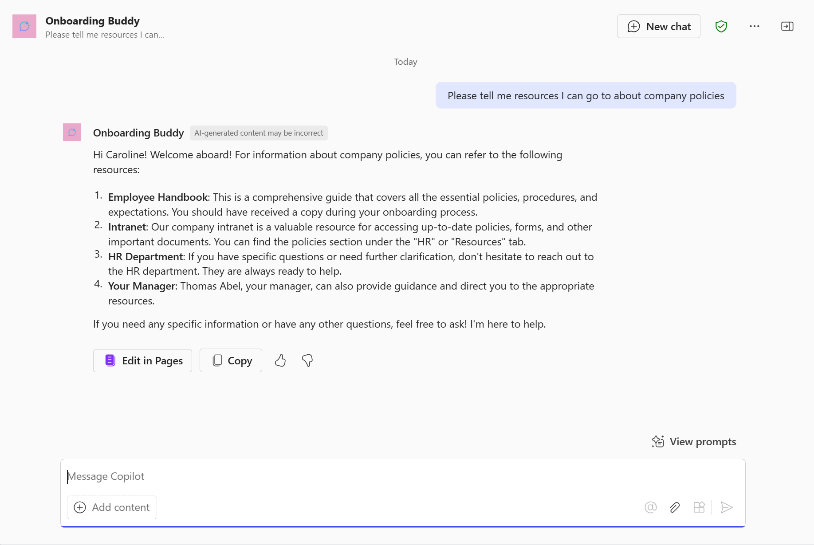 Onboarding Buddy
Please tell me resources I can...
New chat
Today
Please tell me resources I can go to about company policies
Onboarding Buddy AI-generated content may be incorrect
Hi Caroline! Welcome aboard! For information about company policies, you can refer to the following
resources:
1. Employee Handbook: This is a comprehensive guide that covers all the essential policies, procedures, and
expectations. You should have received a copy during your onboarding process.
2. Intranet: Our company intranet is a valuable resource for accessing up-to-date policies, forms, and other
important documents. You can find the policies section under the "HR" or "Resources" tab.
3. HR Department: If you have specific questions or need further clarification, don't hesitate to reach out to
the HR department. They are always ready to help.
4. Your Manager: Thomas Abel, your manager, can also provide guidance and direct you to the appropriate
resources.
If you need any specific information or have any other questions, feel free to ask! I'm here to help.
Edit in Pages Copy
View prompts
Message Copilot
Add content